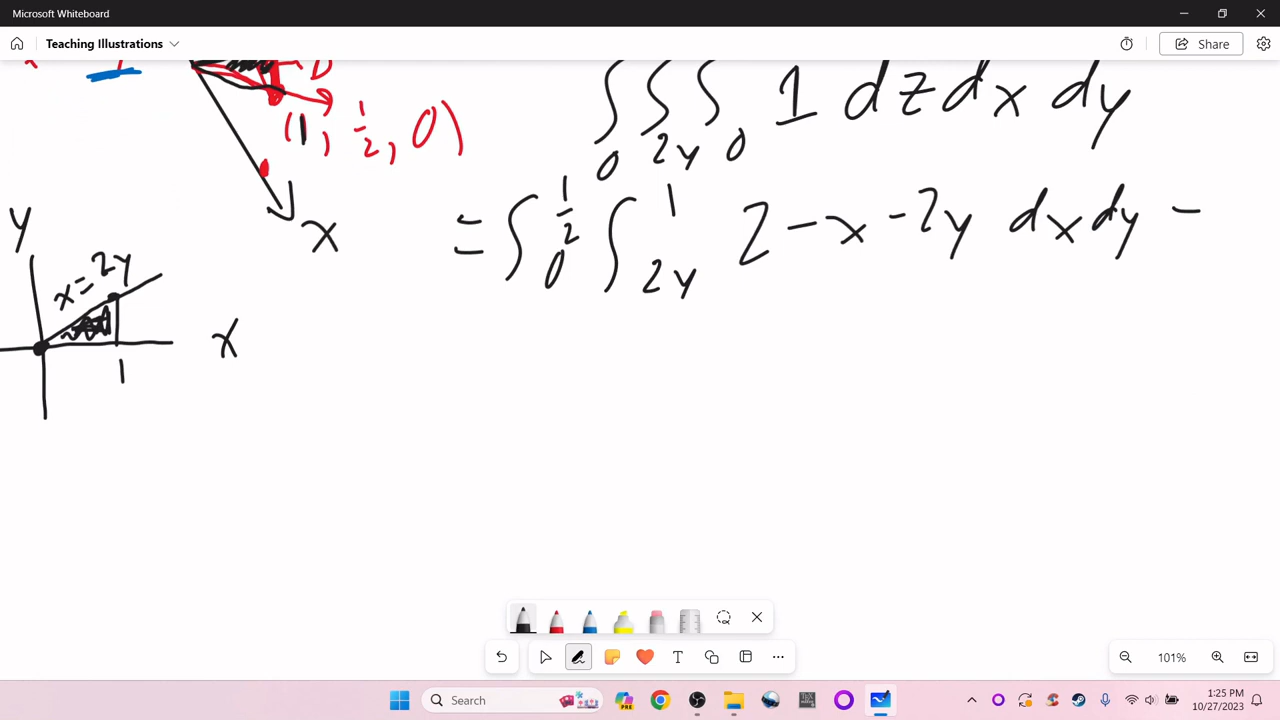 Microsoft Whiteboard
Teaching Illustrations
Share
(1, 1/2, 0)
x
∫₀ ∫₂y ∫₀ 1 dz dx dy
= ∫₀^{1/2} ∫_{2y}^{1} 2 - x - 2y dx dy -
y
x = 2y
x
1
101%
Search
PRE
1:25 PM
10/27/2023